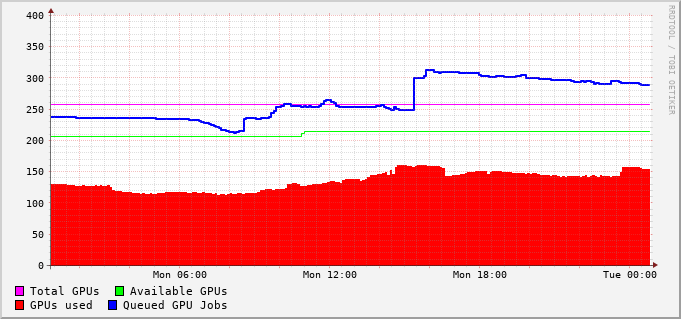 400
350
300
250
200
150
100
50
0
Mon 06:00 Mon 12:00 Mon 18:00 Tue 00:00
Total GPUs Available GPUs
GPUs used Queued GPU Jobs
RRDTOOL / TOBI OETIKER